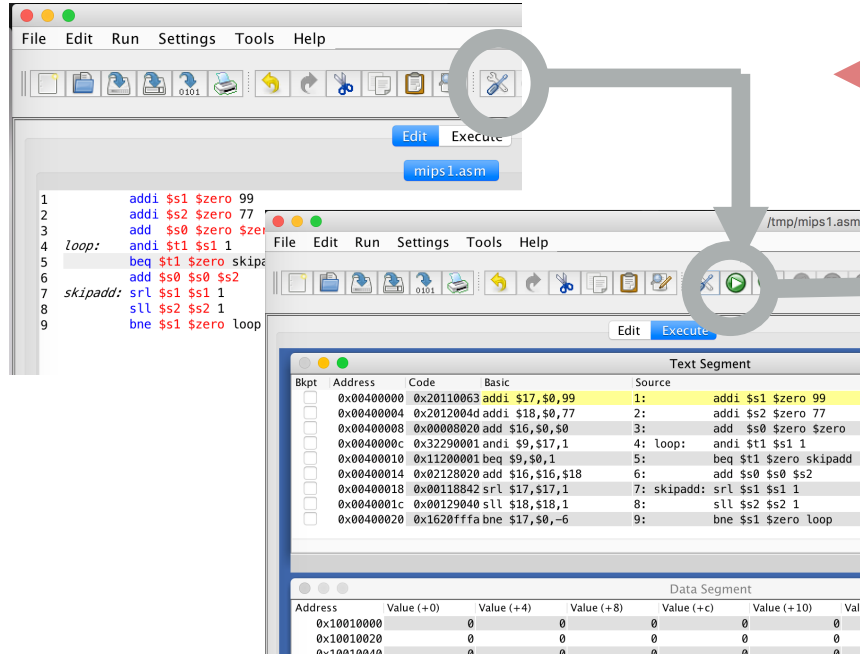 File Edit Run Settings Tools Help
0101
Edit Execute
mips1.asm
1 addi $s1 $zero 99
2 addi $s2 $zero 77
3 add $s0 $zero $zer
4 loop: andi $t1 $s1 1
5 beq $t1 $zero skipa
6 add $s0 $s0 $s2
7 skipadd: srl $s1 $s1 1
8 sll $s2 $s2 1
9 bne $s1 $zero loop
/tmp/mips1.asm
File Edit Run Settings Tools Help
0101
Edit Execute
Text Segment
Bkpt Address Code Basic Source
0x00400000 0x20110063 addi $17,$0,99 1: addi $s1 $zero 99
0x00400004 0x2012004d addi $18,$0,77 2: addi $s2 $zero 77
0x00400008 0x00008020 add $16,$0,$0 3: add $s0 $zero $zero
0x0040000c 0x32290001 andi $9,$17,1 4: loop: andi $t1 $s1 1
0x00400010 0x11200001 beq $9,$0,1 5: beq $t1 $zero skipadd
0x00400014 0x02128020 add $16,$16,$18 6: add $s0 $s0 $s2
0x00400018 0x00118842 srl $17,$17,1 7: skipadd: srl $s1 $s1 1
0x0040001c 0x00129040 sll $18,$18,1 8: sll $s2 $s2 1
0x00400020 0x1620fffa bne $17,$0,-6 9: bne $s1 $zero loop
Data Segment
Address Value (+0) Value (+4) Value (+8) Value (+c) Value (+10) Val
0x10010000 0 0 0 0 0
0x10010020 0 0 0 0 0
0x10010040 0 0 0 0 0